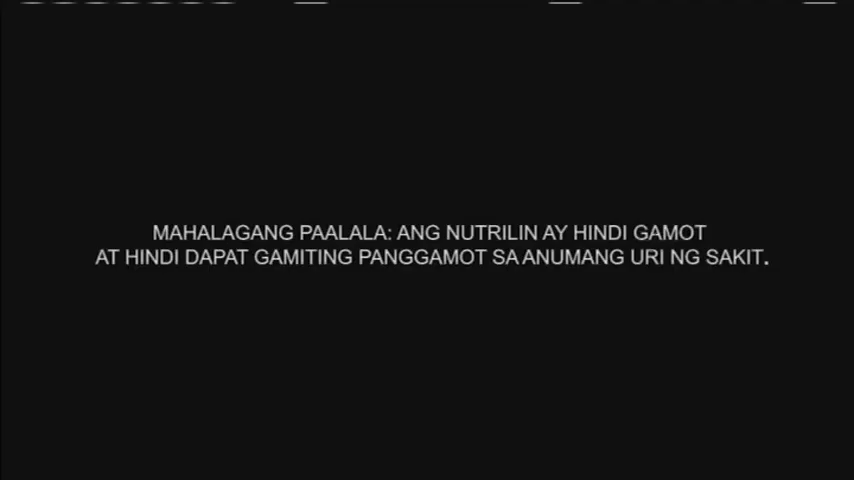 MAHALAGANG PAALALA: ANG NUTRILIN AY HINDI GAMOT
AT HINDI DAPAT GAMITING PANGGAMOT SA ANUMANG URI NG SAKIT.